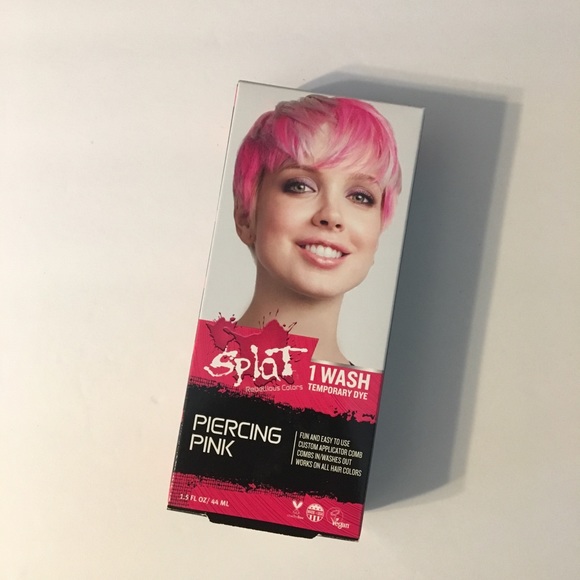 Splat
Rebellious Colors
1 WASH
TEMPORARY DYE
PIERCING
PINK
FUN AND EASY TO USE
CUSTOM APPLICATOR COMB
COMBS IN/WASHES OUT
WORKS ON ALL HAIR COLORS
1.5 FL OZ/ 44 ML
vegan